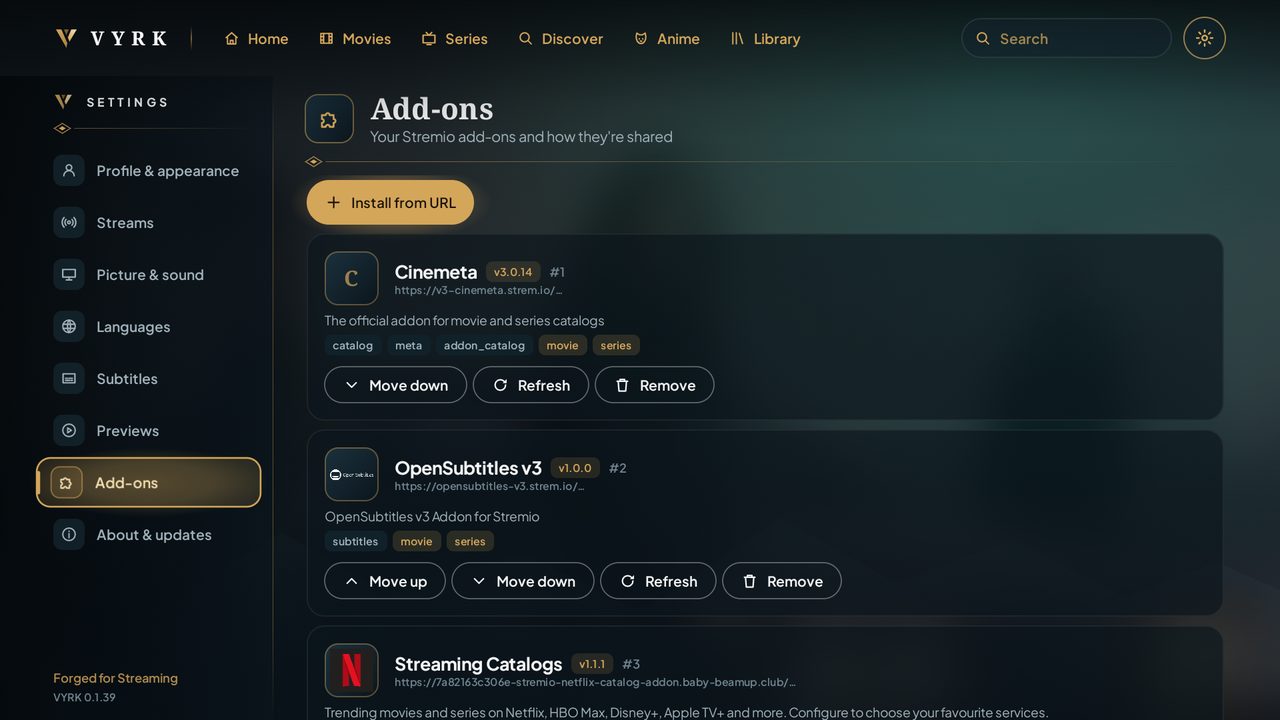 VYRK
Home
Movies
Series
Discover
Anime
Library
Search
SETTINGS
Profile & appearance
Streams
Picture & sound
Languages
Subtitles
Previews
Add-ons
About & updates
Forged for Streaming
VYRK 0.1.39
Add-ons
Your Stremio add-ons and how they're shared
Install from URL
C
Cinemeta v3.0.14 #1
https://v3-cinemeta.strem.io/…
The official addon for movie and series catalogs
catalog meta addon_catalog movie series
Move down Refresh Remove
OpenSubtitles v3 v1.0.0 #2
https://opensubtitles-v3.strem.io/…
OpenSubtitles v3 Addon for Stremio
subtitles movie series
Move up Move down Refresh Remove
Streaming Catalogs v1.1.1 #3
https://7a82163c306e-stremio-netflix-catalog-addon.baby-beamup.club/…
Trending movies and series on Netflix, HBO Max, Disney+, Apple TV+ and more. Configure to choose your favourite services.